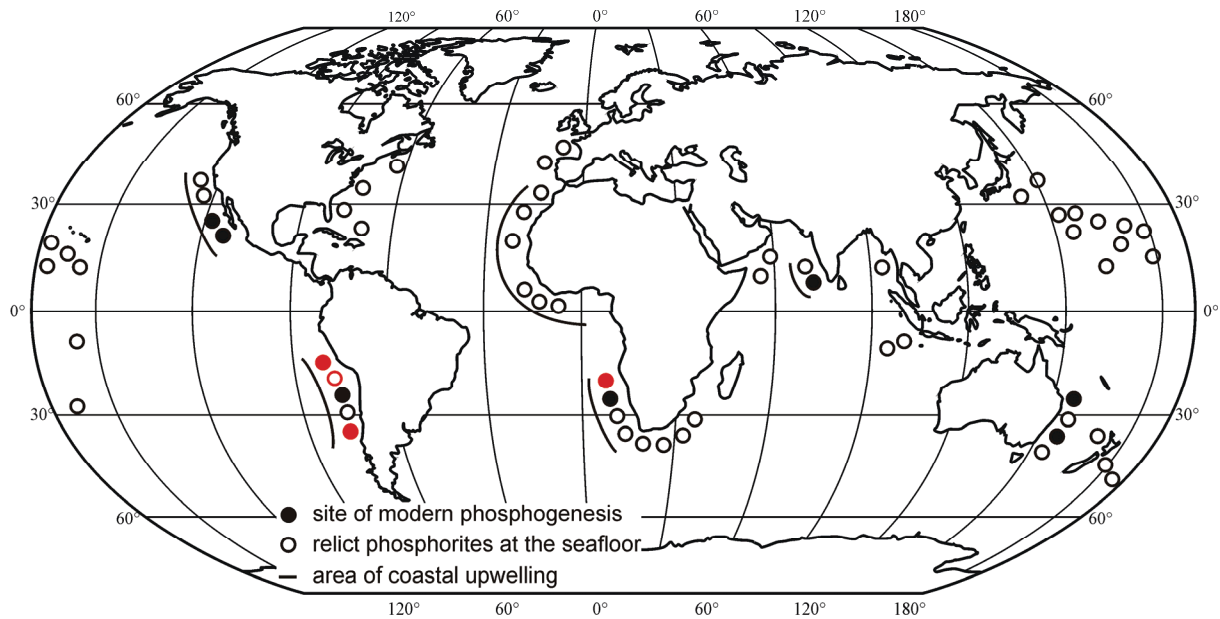 120° 60° 0° 60° 120° 180°
60° 60°
30° 30°
0° 0°
30° 30°
site of modern phosphogenesis
60° 60°
relict phosphorites at the seafloor
area of coastal upwelling
120° 60° 0° 60° 120° 180°